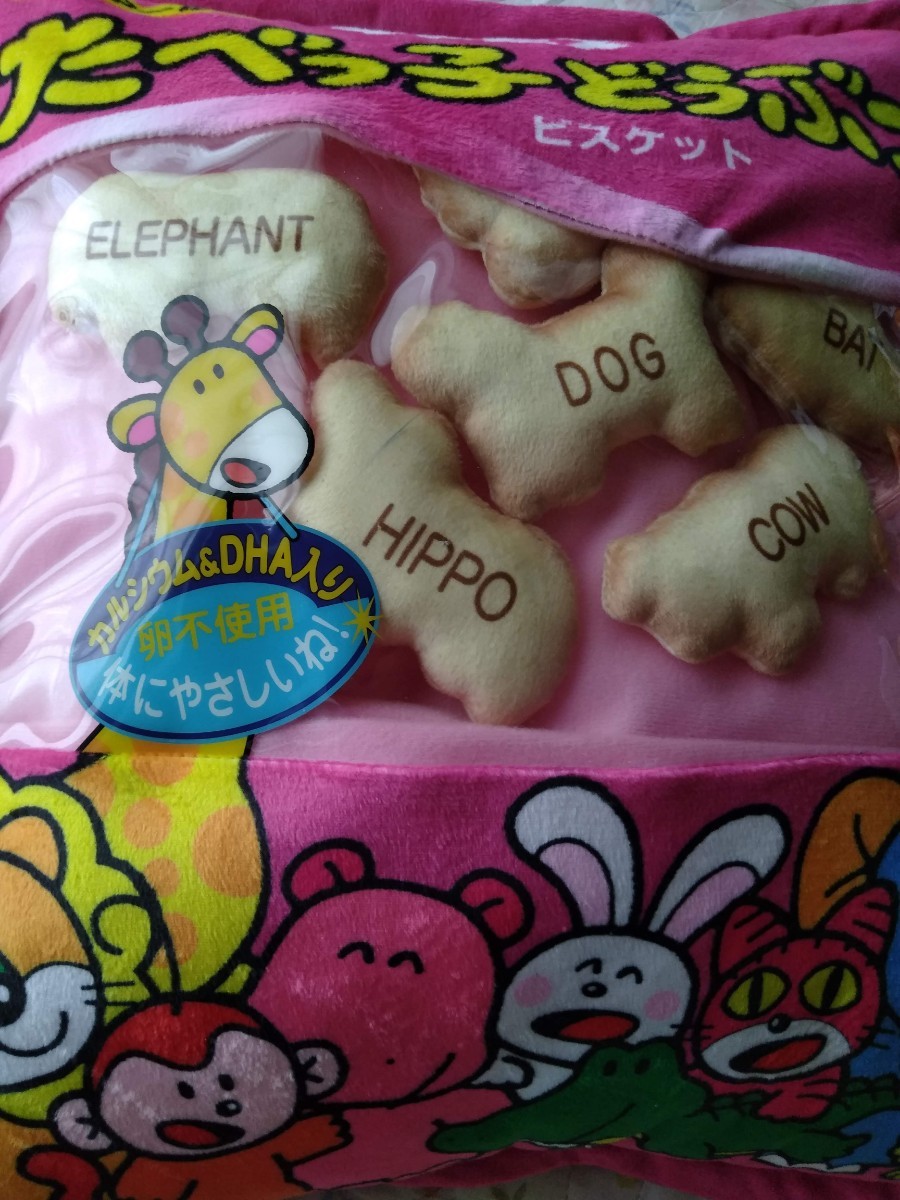 たべっ子どうぶ
ビスケット
ELEPHANT
DOG
BAT
HIPPO
COW
カルシウム&DHA入り
卵不使用
体にやさしいね!